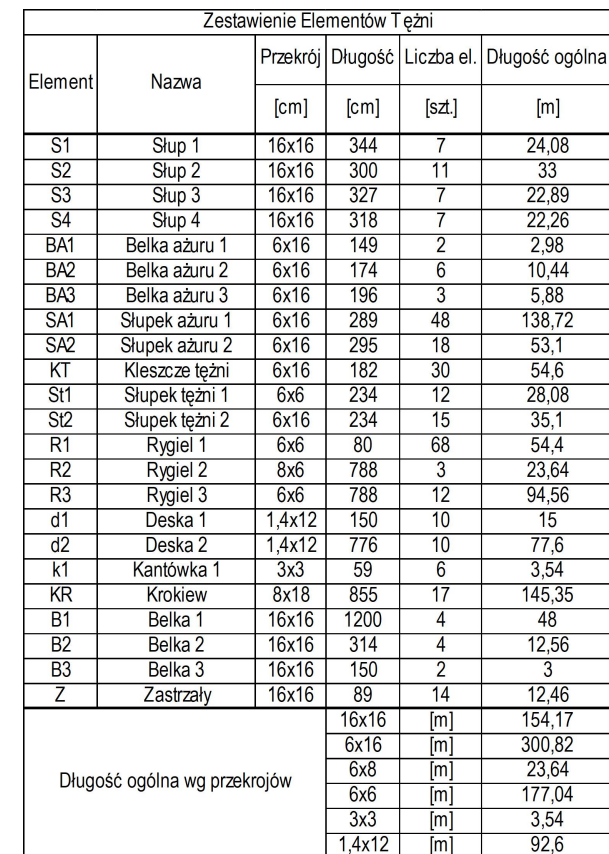 Zestawienie Elementów Tężni
Element Nazwa Przekrój Długość Liczba el. Długość ogólna
[cm] [cm] [szt.] [m]
S1 Słup 1 16x16 344 7 24,08
S2 Słup 2 16x16 300 11 33
S3 Słup 3 16x16 327 7 22,89
S4 Słup 4 16x16 318 7 22,26
BA1 Belka ażuru 1 6x16 149 2 2,98
BA2 Belka ażuru 2 6x16 174 6 10,44
BA3 Belka ażuru 3 6x16 196 3 5,88
SA1 Słupek ażuru 1 6x16 289 48 138,72
SA2 Słupek ażuru 2 6x16 295 18 53,1
KT Kleszcze tężni 6x16 182 30 54,6
St1 Słupek tężni 1 6x6 234 12 28,08
St2 Słupek tężni 2 6x16 234 15 35,1
R1 Rygiel 1 6x6 80 68 54,4
R2 Rygiel 2 8x6 788 3 23,64
R3 Rygiel 3 6x6 788 12 94,56
d1 Deska 1 1,4x12 150 10 15
d2 Deska 2 1,4x12 776 10 77,6
k1 Kantówka 1 3x3 59 6 3,54
KR Krokiew 8x18 855 17 145,35
B1 Belka 1 16x16 1200 4 48
B2 Belka 2 16x16 314 4 12,56
B3 Belka 3 16x16 150 2 3
Z Zastrzały 16x16 89 14 12,46
Długość ogólna wg przekrojów 16x16 [m] 154,17
6x16 [m] 300,82
6x8 [m] 23,64
6x6 [m] 177,04
3x3 [m] 3,54
1,4x12 [m] 92,6